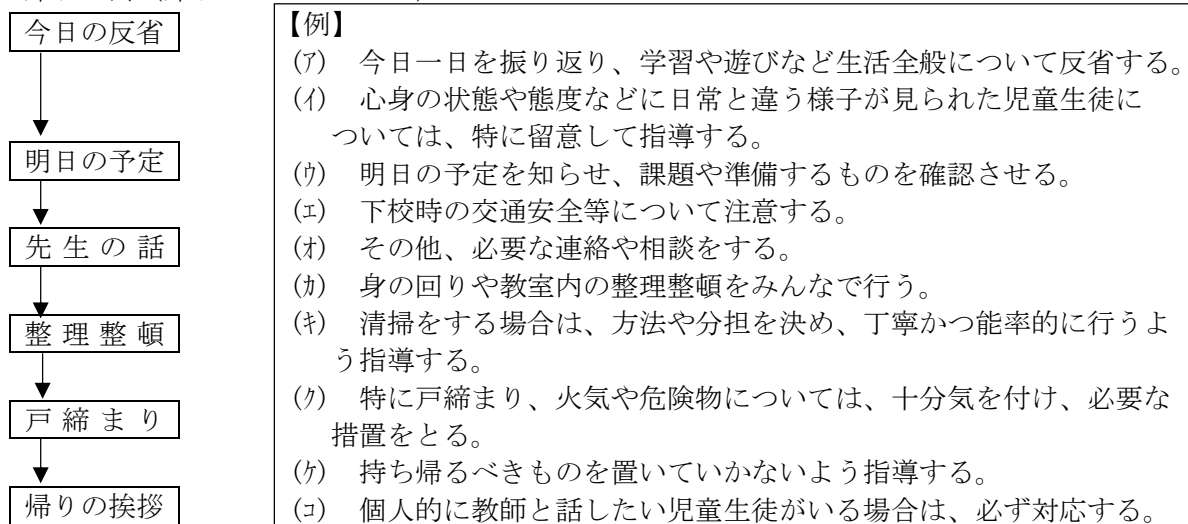 今日の反省
明日の予定
先生の話
整理整頓
戸締まり
帰りの挨拶
【例】
(ｱ) 今日一日を振り返り、学習や遊びなど生活全般について反省する。
(ｲ) 心身の状態や態度などに日常と違う様子が見られた児童生徒に
ついては、特に留意して指導する。
(ｳ) 明日の予定を知らせ、課題や準備するものを確認させる。
(ｴ) 下校時の交通安全等について注意する。
(ｵ) その他、必要な連絡や相談をする。
(ｶ) 身の回りや教室内の整理整頓をみんなで行う。
(ｷ) 清掃をする場合は、方法や分担を決め、丁寧かつ能率的に行うよ
う指導する。
(ｸ) 特に戸締まり、火気や危険物については、十分気を付け、必要な
措置をとる。
(ｹ) 持ち帰るべきものを置いていかないよう指導する。
(ｺ) 個人的に教師と話したい児童生徒がいる場合は、必ず対応する。